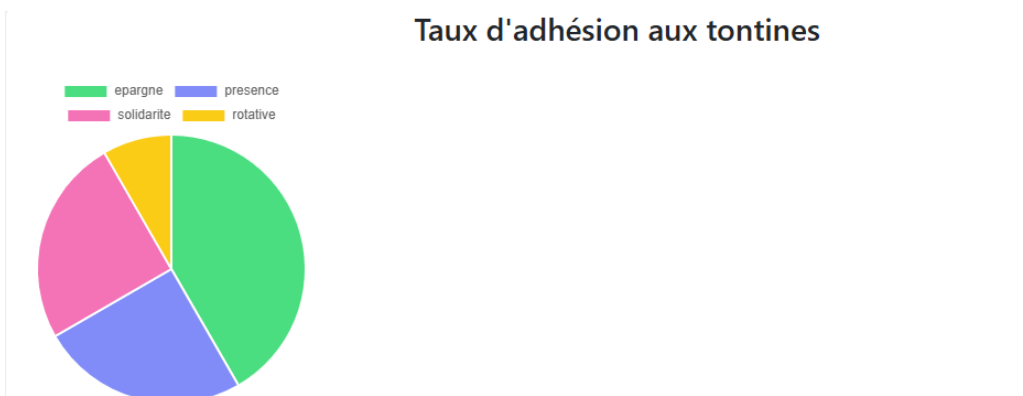 Taux d'adhésion aux tontines
epargne presence
solidarite rotative